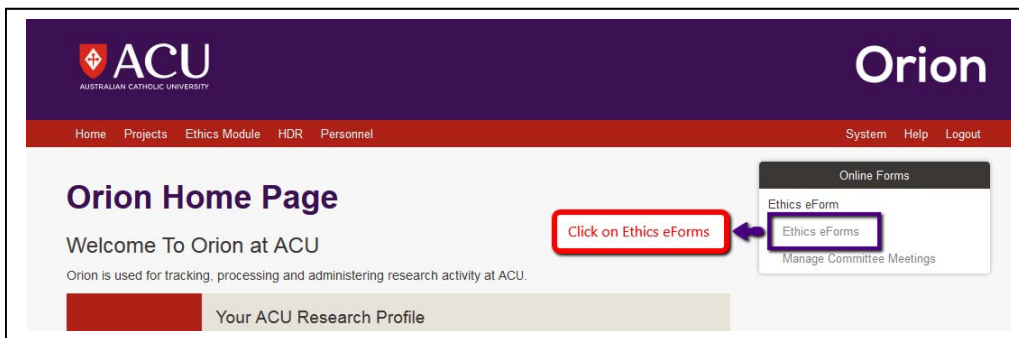 ACU
AUSTRALIAN CATHOLIC UNIVERSITY
Orion
Home Projects Ethics Module HDR Personnel
System Help Logout
Orion Home Page
Welcome To Orion at ACU
Orion is used for tracking, processing and administering research activity at ACU.
Your ACU Research Profile
Click on Ethics eForms
Online Forms
Ethics eForm
Ethics eForms
Manage Committee Meetings